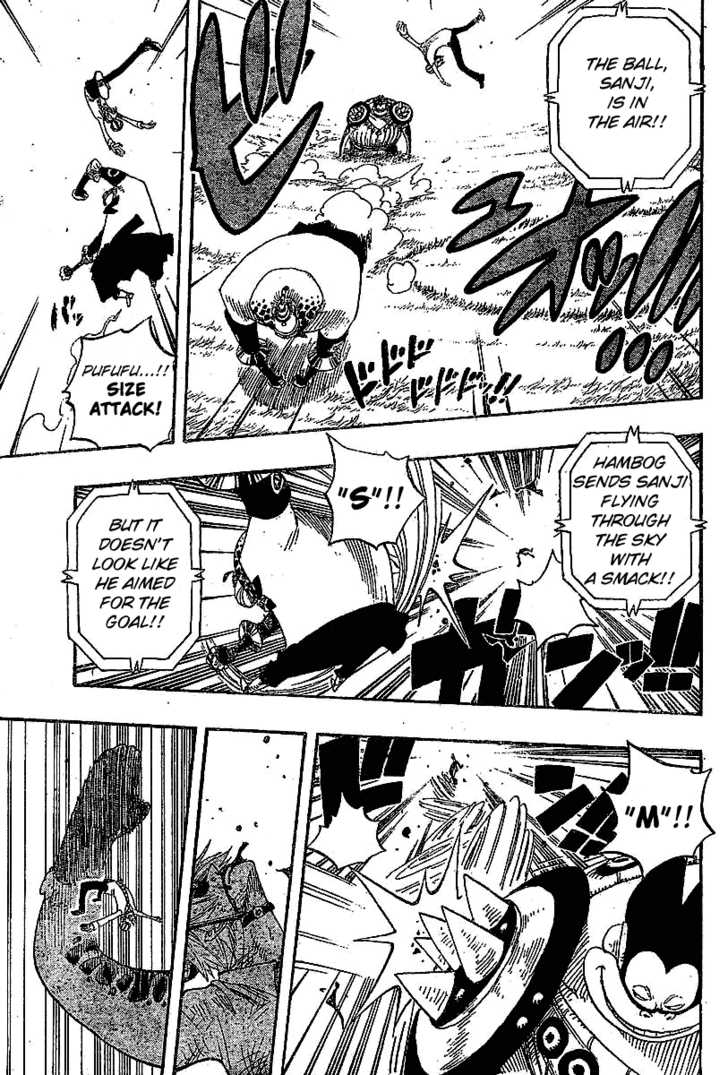 THE BALL,
SANJI,
IS IN
THE AIR!!
PUFUFU...!!
SIZE
ATTACK!
HAMBOG
SENDS SANJI
FLYING
THROUGH
THE SKY
WITH
A SMACK!!
"S"!!
BUT IT
DOESN'T
LOOK LIKE
HE AIMED
FOR THE
GOAL!!
"M"!!